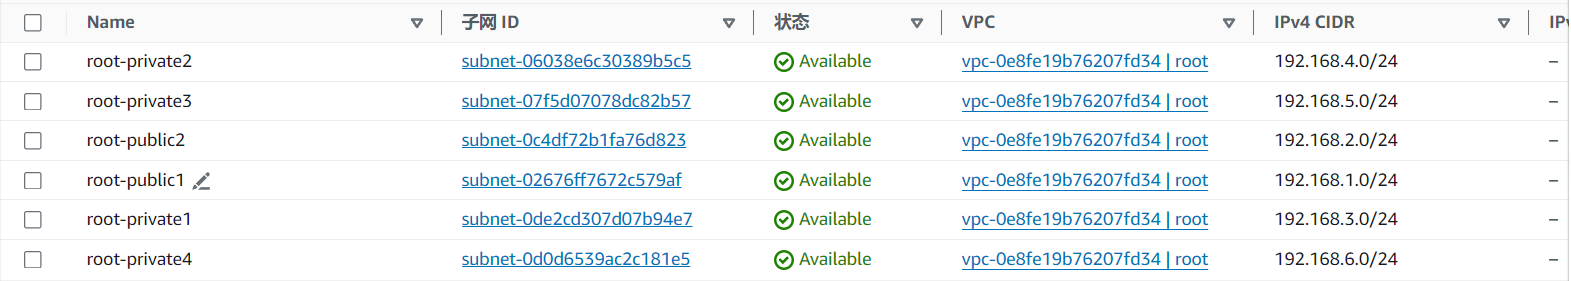 Name 子网 ID 状态 VPC IPv4 CIDR IPv
root-private2 subnet-06038e6c30389b5c5 Available vpc-0e8fe19b76207fd34 | root 192.168.4.0/24 –
root-private3 subnet-07f5d07078dc82b57 Available vpc-0e8fe19b76207fd34 | root 192.168.5.0/24 –
root-public2 subnet-0c4df72b1fa76d823 Available vpc-0e8fe19b76207fd34 | root 192.168.2.0/24 –
root-public1 subnet-02676ff7672c579af Available vpc-0e8fe19b76207fd34 | root 192.168.1.0/24 –
root-private1 subnet-0de2cd307d07b94e7 Available vpc-0e8fe19b76207fd34 | root 192.168.3.0/24 –
root-private4 subnet-0d0d6539ac2c181e5 Available vpc-0e8fe19b76207fd34 | root 192.168.6.0/24 –